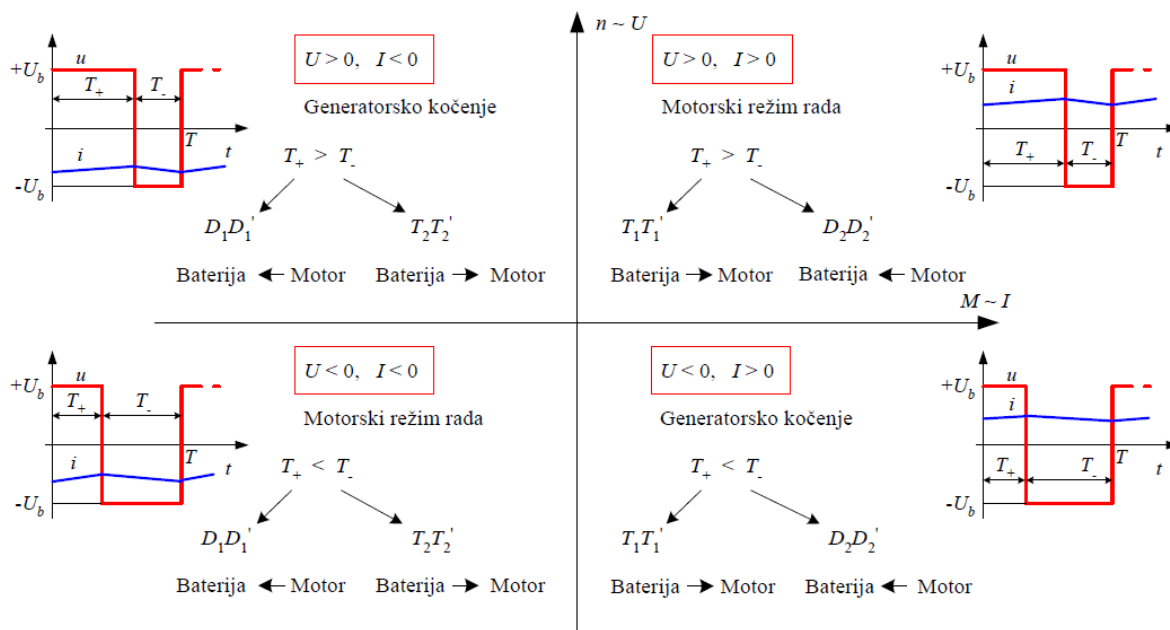 n ~ U
M ~ I
u
+U_b
T_+
T_-
T
t
i
-U_b
U > 0, I < 0
Generatorsko kočenje
T_+ > T_-
D_1D_1' T_2T_2'
Baterija ← Motor Baterija → Motor
U > 0, I > 0
Motorski režim rada
T_+ > T_-
T_1T_1' D_2D_2'
Baterija → Motor Baterija ← Motor
u
+U_b
i
T_+
T_-
T
t
-U_b
u
+U_b
T_+
T_-
T
t
i
-U_b
U < 0, I < 0
Motorski režim rada
T_+ < T_-
D_1D_1' T_2T_2'
Baterija ← Motor Baterija → Motor
U < 0, I > 0
Generatorsko kočenje
T_+ < T_-
T_1T_1' D_2D_2'
Baterija → Motor Baterija ← Motor
u
+U_b
i
T
t
T_+
T_-
-U_b